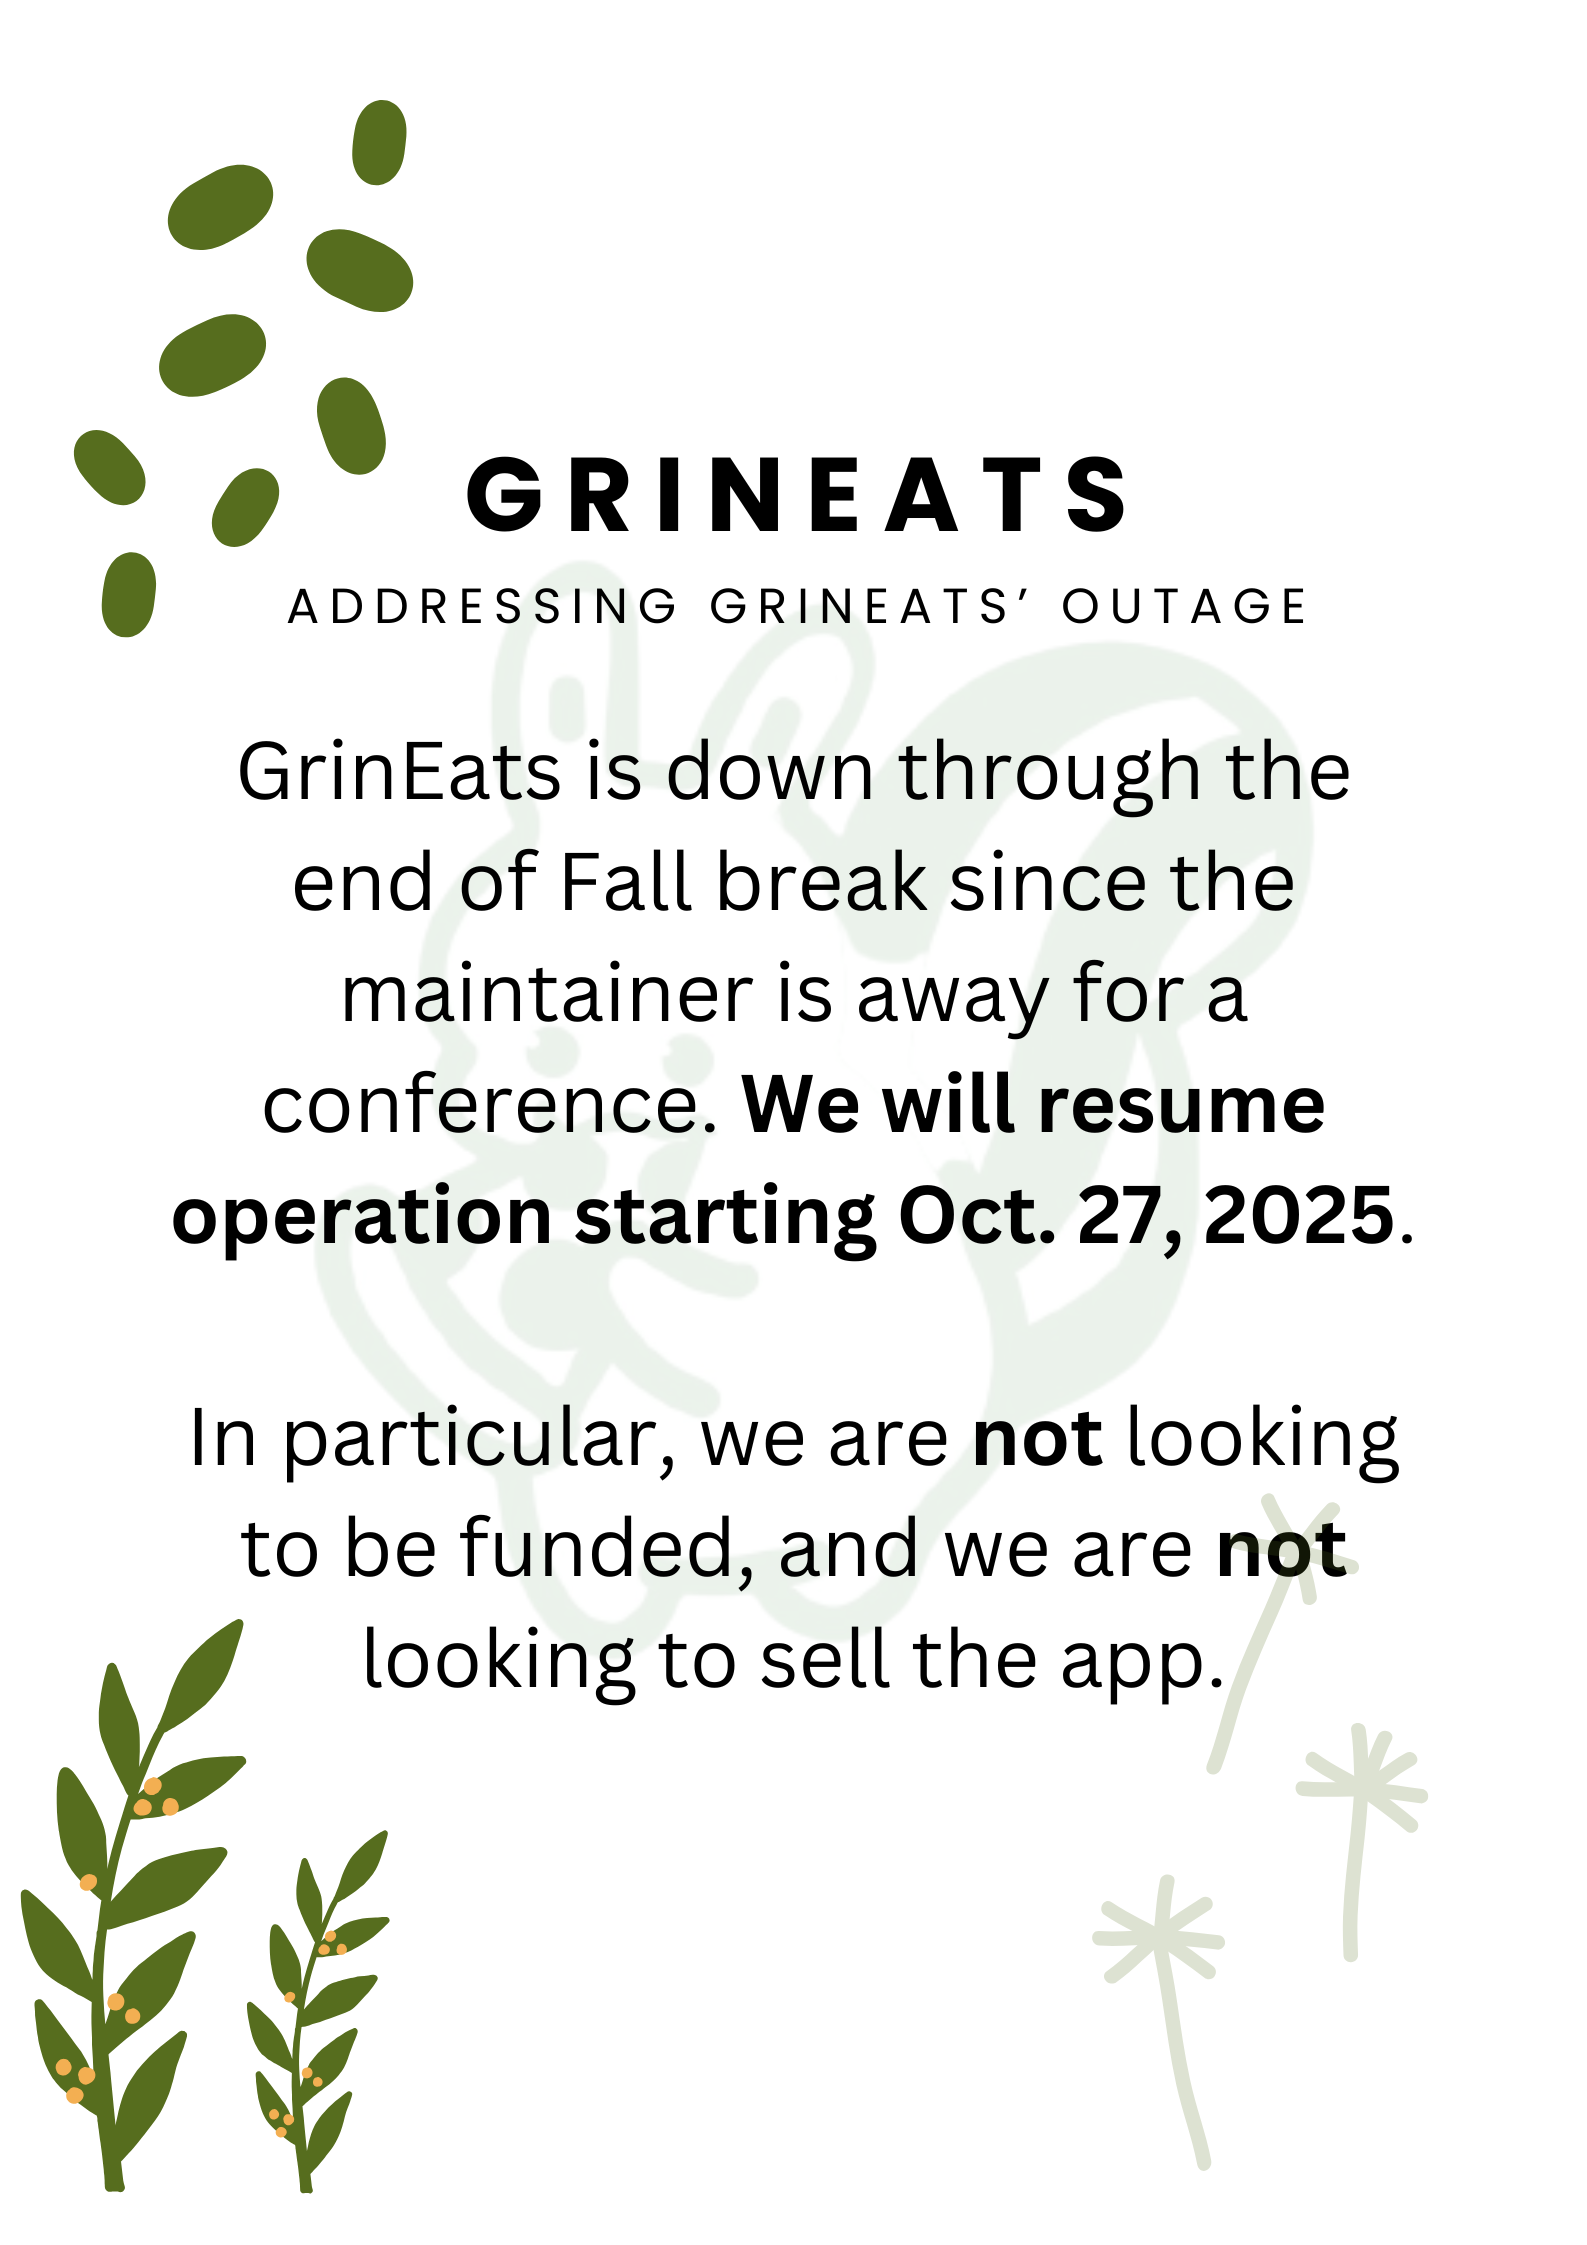 GRINEATS
ADDRESSING GRINEATS’ OUTAGE
GrinEats is down through the
end of Fall break since the
maintainer is away for a
conference. We will resume
operation starting Oct. 27, 2025.
In particular, we are not looking
to be funded, and we are not
looking to sell the app.